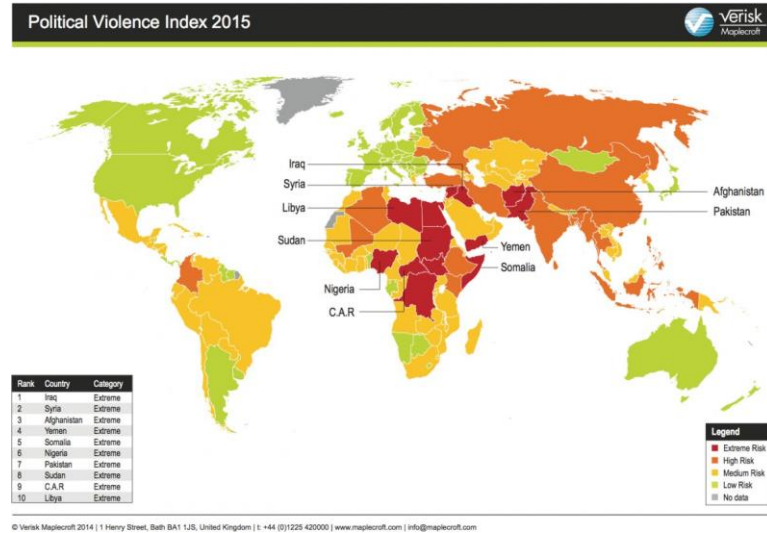 Political Violence Index 2015
verisk
Maplecroft
Iraq
Syria
Libya
Sudan
Nigeria
C.A.R
Afghanistan
Pakistan
Yemen
Somalia
Rank Country Category
1 Iraq Extreme
2 Syria Extreme
3 Afghanistan Extreme
4 Yemen Extreme
5 Somalia Extreme
6 Nigeria Extreme
7 Pakistan Extreme
8 Sudan Extreme
9 C.A.R Extreme
10 Libya Extreme
Legend
Extreme Risk
High Risk
Medium Risk
Low Risk
No data
© Verisk Maplecroft 2014 | 1 Henry Street, Bath BA1 1JS, United Kingdom | t: +44 (0)1225 420000 | www.maplecroft.com | info@maplecroft.com